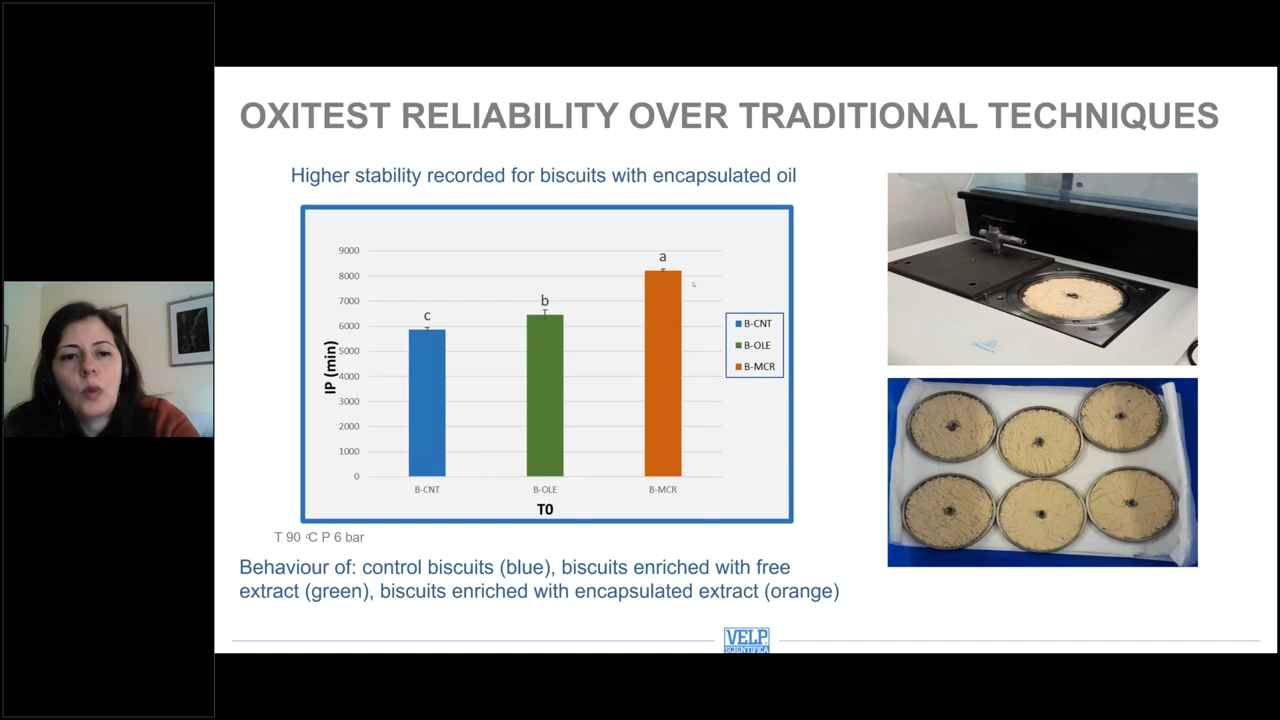 OXITEST RELIABILITY OVER TRADITIONAL TECHNIQUES
Higher stability recorded for biscuits with encapsulated oil
9000
8000
7000
6000
5000
4000
3000
2000
1000
0
IP (min)
c
b
a
B-CNT
B-OLE
B-MCR
T0
B-CNT
B-OLE
B-MCR
T 90 °C P 6 bar
Behaviour of: control biscuits (blue), biscuits enriched with free
extract (green), biscuits enriched with encapsulated extract (orange)
VELP
SCIENTIFICA